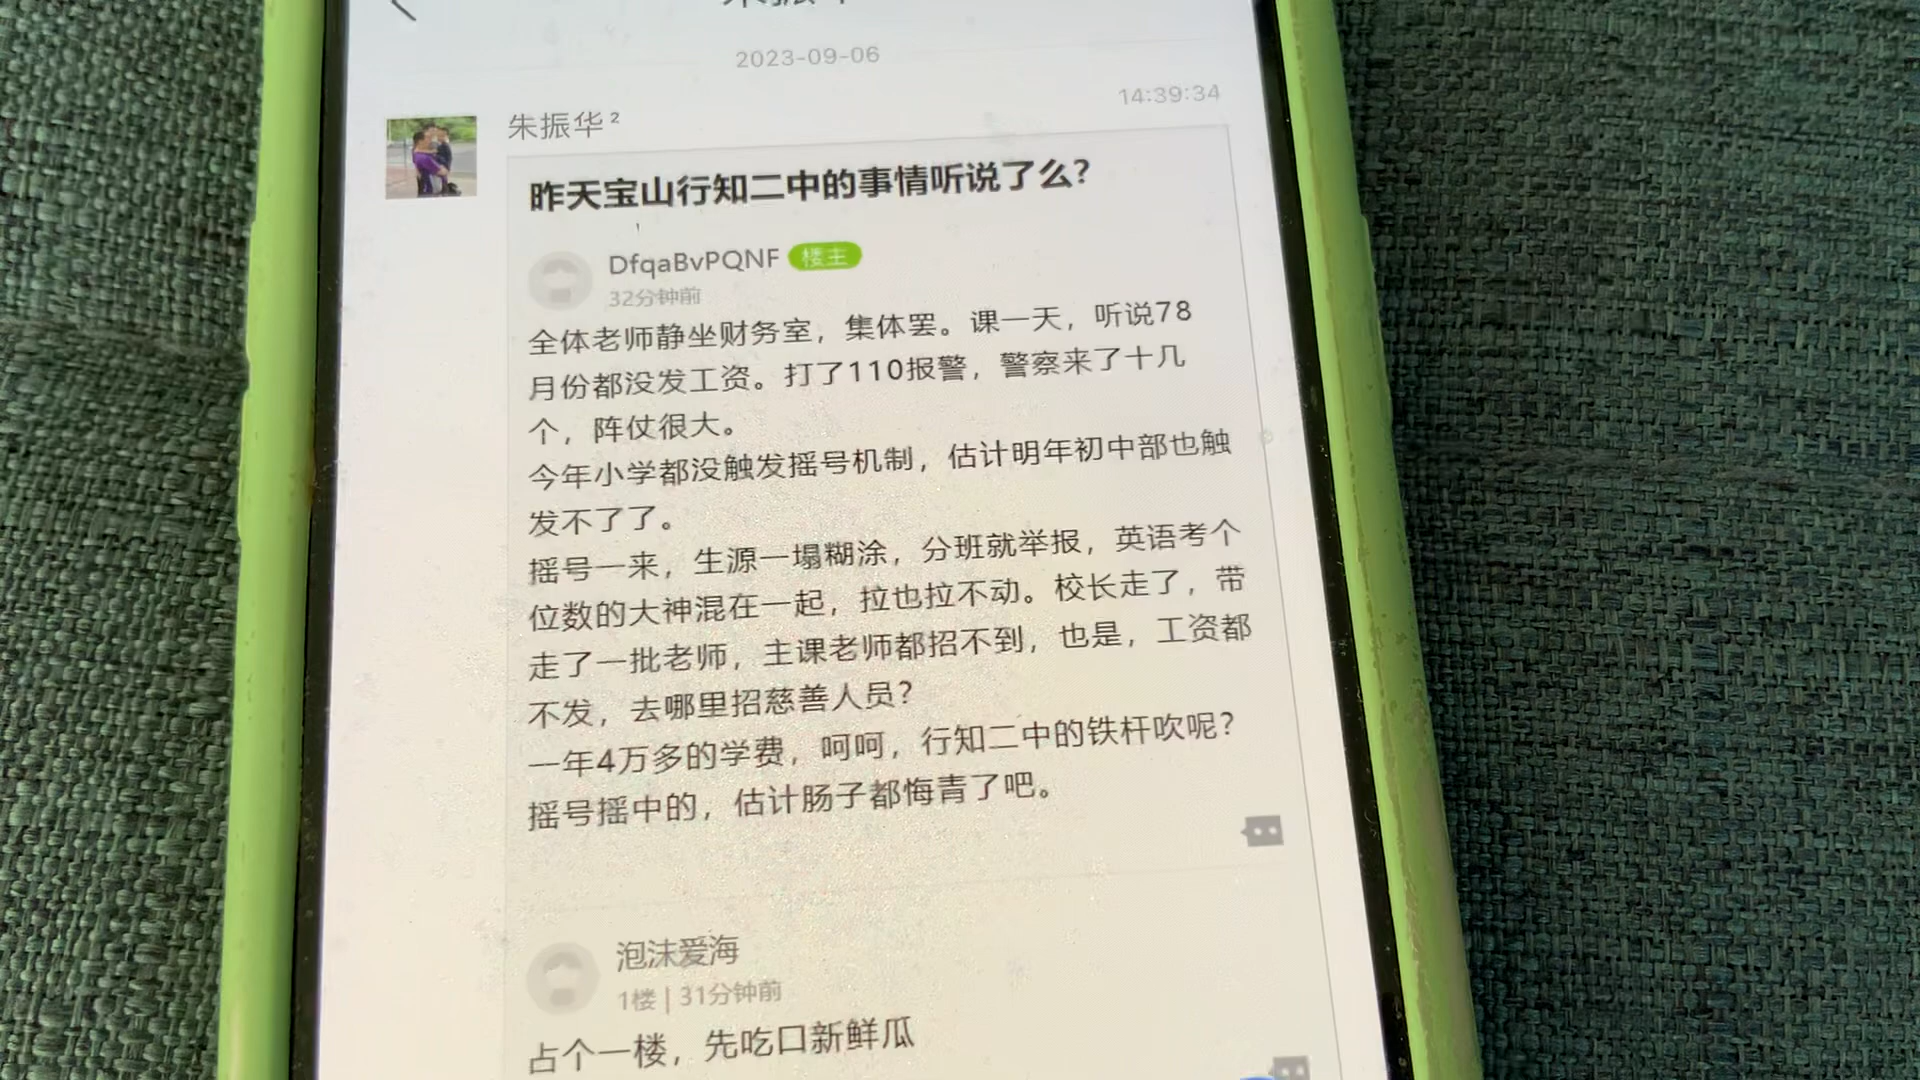 2023-09-06
14:39:34
朱振华²
昨天宝山行知二中的事情听说了么?
DfqaBvPQNF 楼主
32分钟前
全体老师静坐财务室，集体罢。课一天，听说78
月份都没发工资。打了110报警，警察来了十几
个，阵仗很大。
今年小学都没触发摇号机制，估计明年初中部也触
发不了了。
摇号一来，生源一塌糊涂，分班就举报，英语考个
位数的大神混在一起，拉也拉不动。校长走了，带
走了一批老师，主课老师都招不到，也是，工资都
不发，去哪里招慈善人员？
一年4万多的学费，呵呵，行知二中的铁杆吹呢？
摇号摇中的，估计肠子都悔青了吧。
泡沫爱海
1楼 | 31分钟前
占个一楼，先吃口新鲜瓜